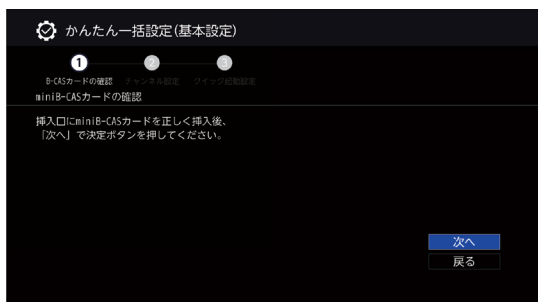 かんたん一括設定(基本設定)
1 2 3
B-CASカードの確認 チャンネル設定 クイック起動設定
miniB-CASカードの確認
挿入口にminiB-CASカードを正しく挿入後、
「次へ」で決定ボタンを押してください。
次へ
戻る